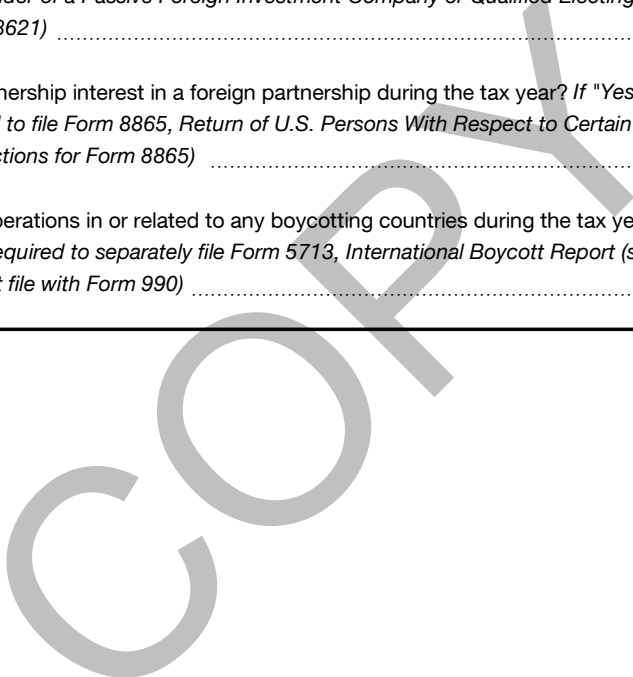 der of a Passive Foreign Investment Company or Qualified Electing
8621)
nership interest in a foreign partnership during the tax year? If "Yes
to file Form 8865, Return of U.S. Persons With Respect to Certain
ctions for Form 8865)
perations in or related to any boycotting countries during the tax ye
equired to separately file Form 5713, International Boycott Report (s
t file with Form 990)
COPY